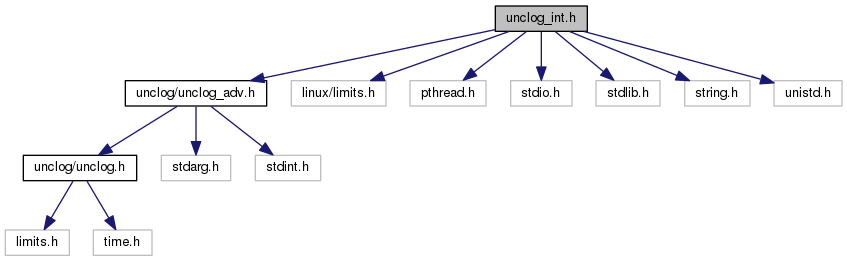 unclog_int.h
unclog/unclog_adv.h
linux/limits.h
pthread.h
stdio.h
stdlib.h
string.h
unistd.h
unclog/unclog.h
stdarg.h
stdint.h
limits.h
time.h